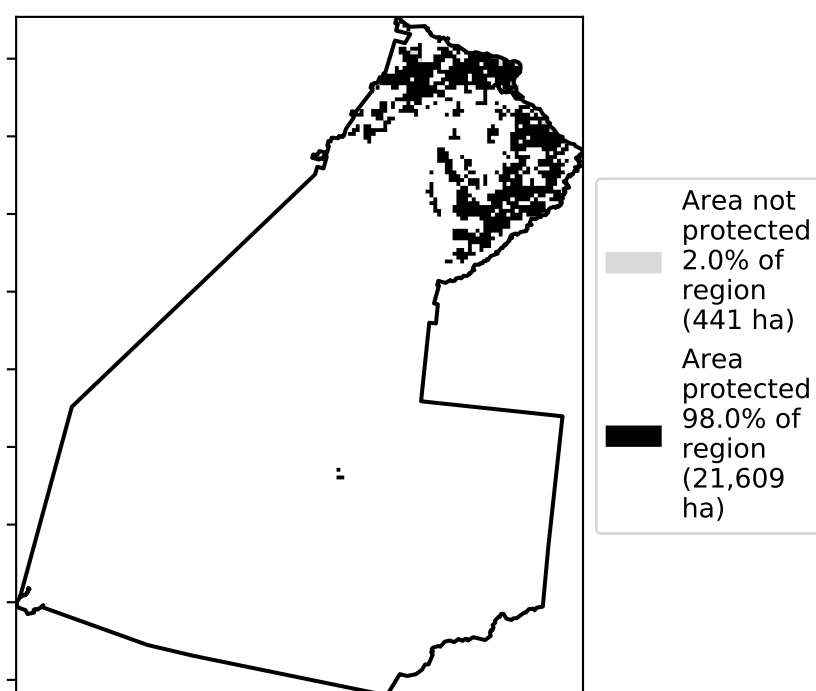 Area not
protected
2.0% of
region
(441 ha)
Area
protected
98.0% of
region
(21,609
ha)